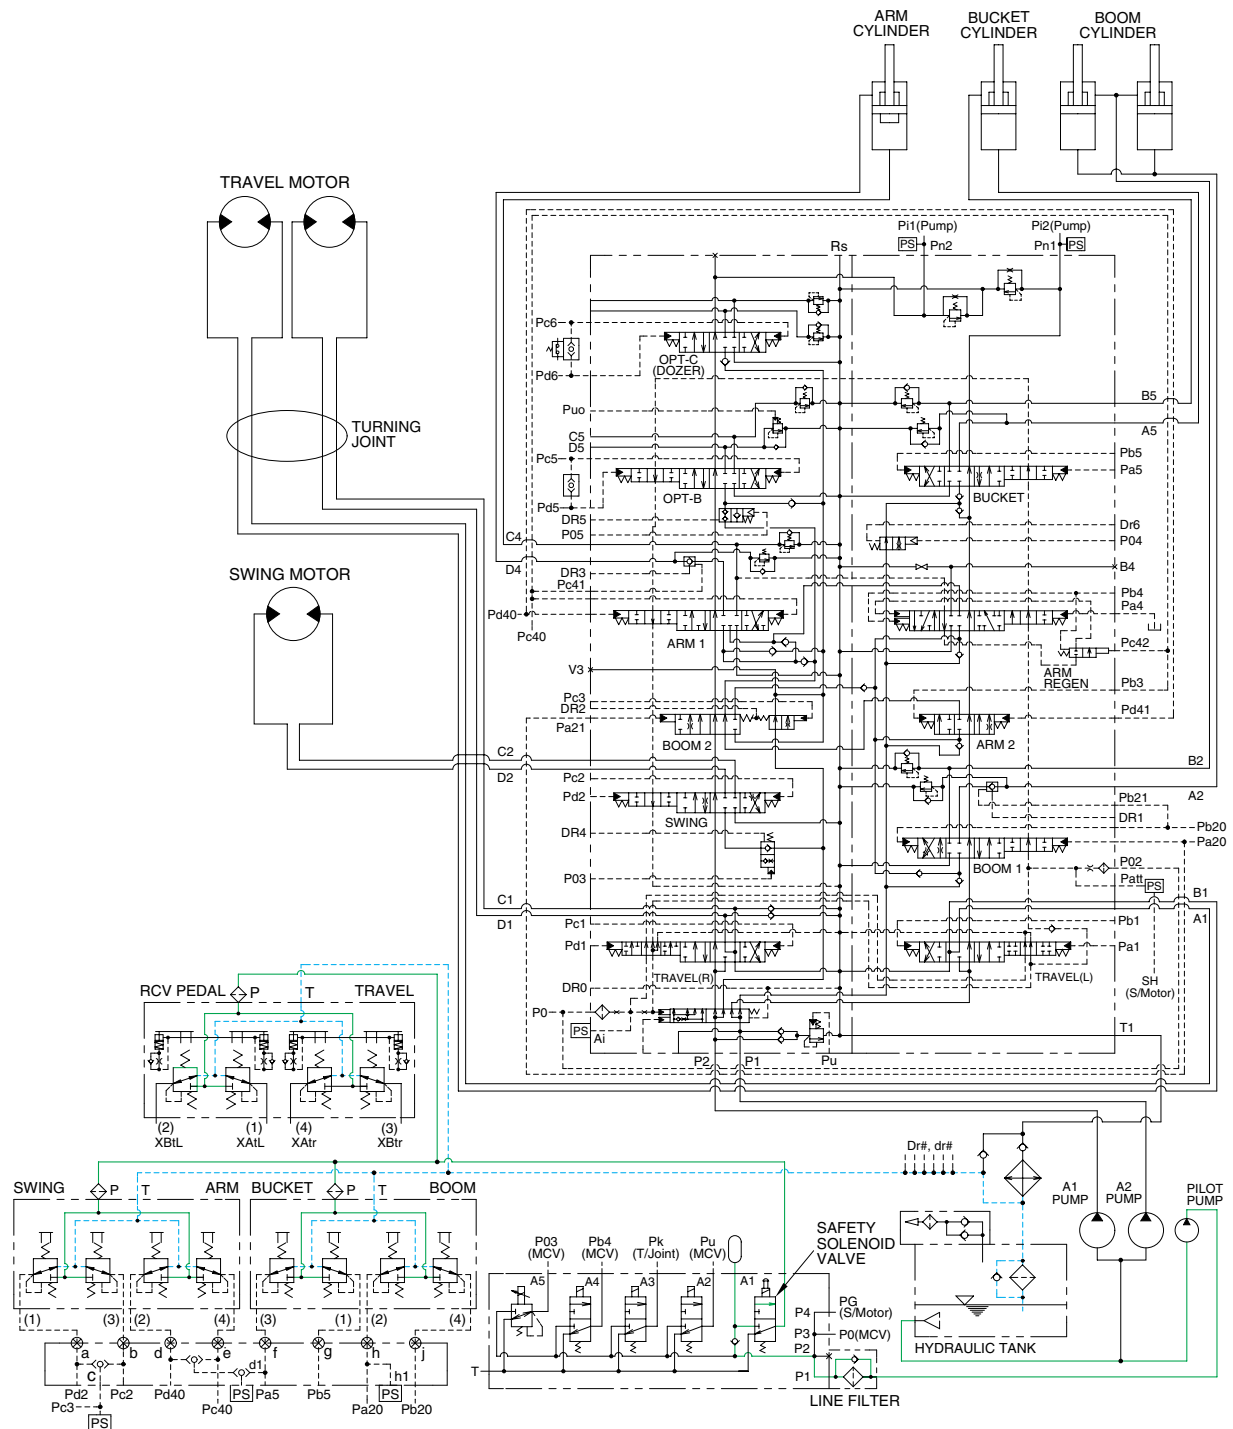 ARM
CYLINDER
BUCKET
CYLINDER
BOOM
CYLINDER
TRAVEL MOTOR
Pi1(Pump)
Pi2(Pump)
Rs
PS
Pn2
Pn1
PS
Pc6
OPT-C
(DOZER)
Pd6
B5
Puo
TURNING
JOINT
C5
A5
D5
Pc5
Pb5
Pa5
OPT-B
BUCKET
Pd5
DR5
Dr6
P05
C4
P04
D4
B4
DR3
Pc41
SWING MOTOR
Pb4
Pa4
Pd40
Pc40
ARM 1
Pc42
V3
ARM
REGEN
Pb3
Pc3
DR2
Pd41
Pa21
BOOM 2
ARM 2
C2
B2
D2
Pc2
Pd2
A2
Pb21
DR1
SWING
Pb20
DR4
Pa20
P02
BOOM 1
P03
Patt
PS
C1
B1
D1
Pc1
Pb1
A1
Pd1
Pa1
TRAVEL(R)
TRAVEL(L)
SH
(S/Motor)
DR0
RCV PEDAL
P
T
TRAVEL
P0
PS
Ai
T1
P2
P1
Pu
(2)
(1)
(4)
(3)
XBtL
XAtL
XAtr
XBtr
Dr#, dr#
SWING
P
T
ARM
BUCKET
P
T
BOOM
A1
PUMP
A2
PUMP
PILOT
PUMP
SAFETY
SOLENOID
VALVE
P03
(MCV)
Pb4
(MCV)
Pk
(T/Joint)
Pu
(MCV)
A5
A4
A3
A2
A1
(1)
(3)
(2)
(4)
(3)
(1)
(2)
(4)
P4
PG
(S/Motor)
P3
P0(MCV)
P2
HYDRAULIC TANK
a
b
d
e
f
g
h
j
c
d1
h1
T
P1
LINE FILTER
Pd2
Pc2
Pd40
PS
Pa5
Pb5
PS
Pc3
Pc40
Pa20
Pb20
PS